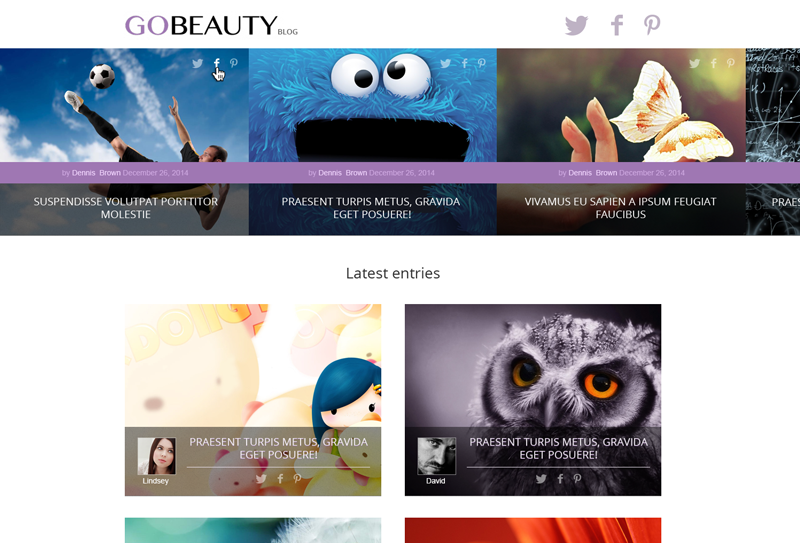 GOBEAUTY BLOG
by Dennis Brown December 26, 2014
SUSPENDISSE VOLUTPAT PORTTITOR
MOLESTIE
by Dennis Brown December 26, 2014
PRAESENT TURPIS METUS, GRAVIDA
EGET POSUERE!
by Dennis Brown December 26, 2014
VIVAMUS EU SAPIEN A IPSUM FEUGIAT
FAUCIBUS
PRAES
Latest entries
PRAESENT TURPIS METUS, GRAVIDA
EGET POSUERE!
Lindsey
PRAESENT TURPIS METUS, GRAVIDA
EGET POSUERE!
David